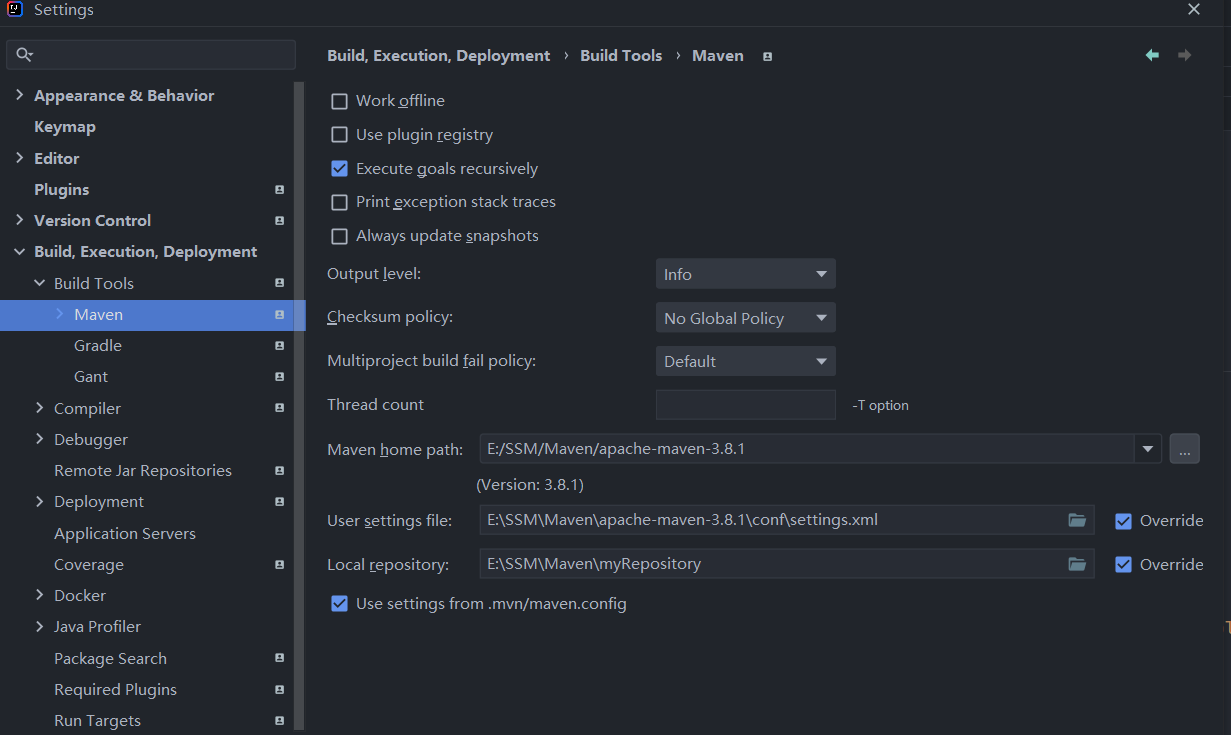 Settings
Build, Execution, Deployment › Build Tools › Maven
Appearance & Behavior
Keymap
Editor
Plugins
Version Control
Build, Execution, Deployment
Build Tools
Maven
Gradle
Gant
Compiler
Debugger
Remote Jar Repositories
Deployment
Application Servers
Coverage
Docker
Java Profiler
Package Search
Required Plugins
Run Targets
Work offline
Use plugin registry
Execute goals recursively
Print exception stack traces
Always update snapshots
Output level: Info
Checksum policy: No Global Policy
Multiproject build fail policy: Default
Thread count -T option
Maven home path: E:/SSM/Maven/apache-maven-3.8.1 ...
(Version: 3.8.1)
User settings file: E:\SSM\Maven\apache-maven-3.8.1\conf\settings.xml Override
Local repository: E:\SSM\Maven\myRepository Override
Use settings from .mvn/maven.config